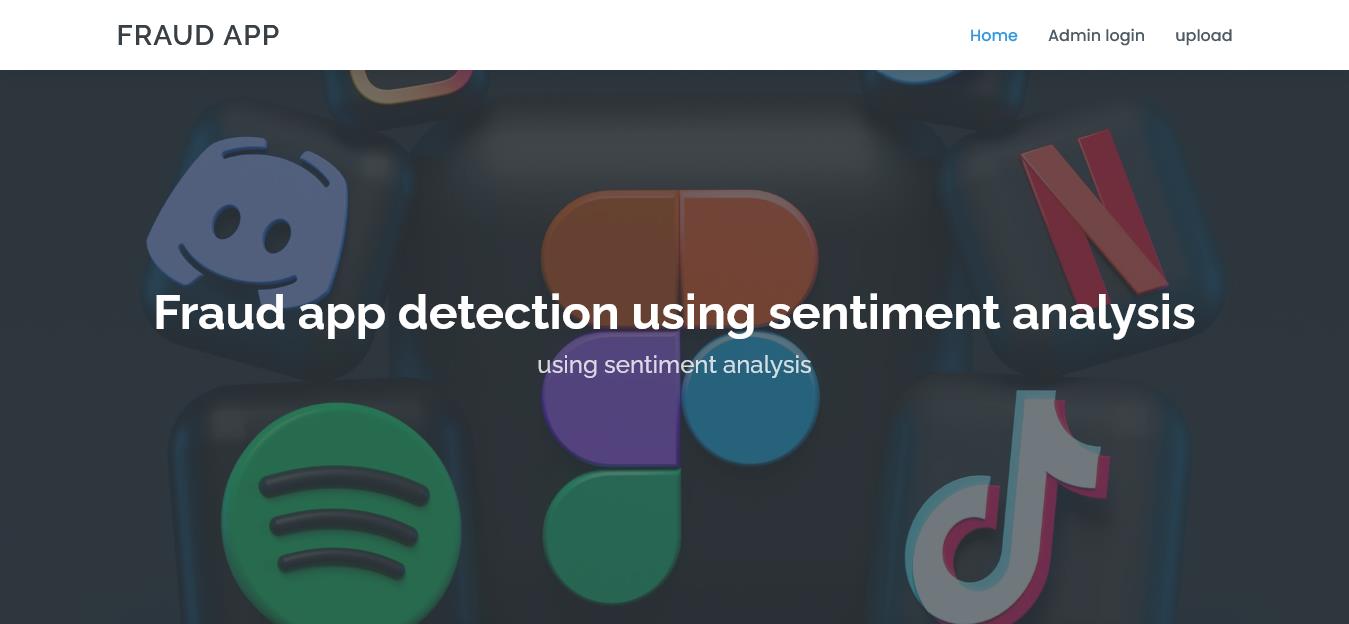 FRAUD APP
Home Admin login upload
Fraud app detection using sentiment analysis
using sentiment analysis